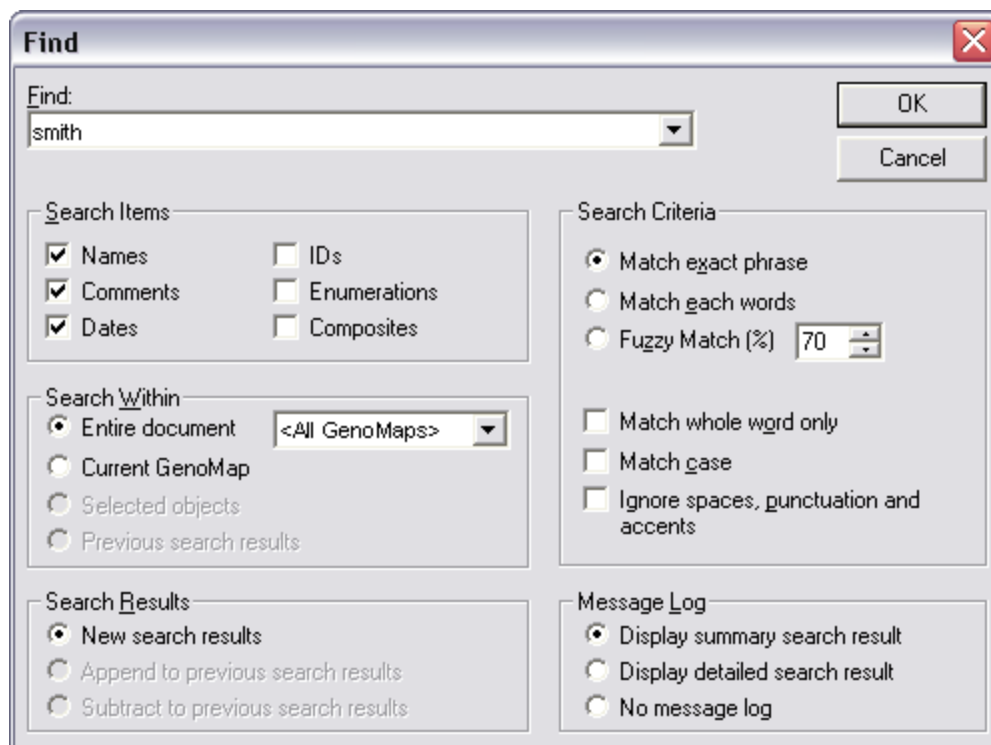 Find
Find:
smith
OK
Cancel
Search Items
Names
IDs
Comments
Enumerations
Dates
Composites
Search Criteria
Match exact phrase
Match each words
Fuzzy Match (%) 70
Match whole word only
Match case
Ignore spaces, punctuation and
accents
Search Within
Entire document <All GenoMaps>
Current GenoMap
Selected objects
Previous search results
Search Results
New search results
Append to previous search results
Subtract to previous search results
Message Log
Display summary search result
Display detailed search result
No message log